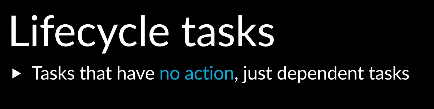 Lifecycle tasks
▶ Tasks that have no action, just dependent tasks